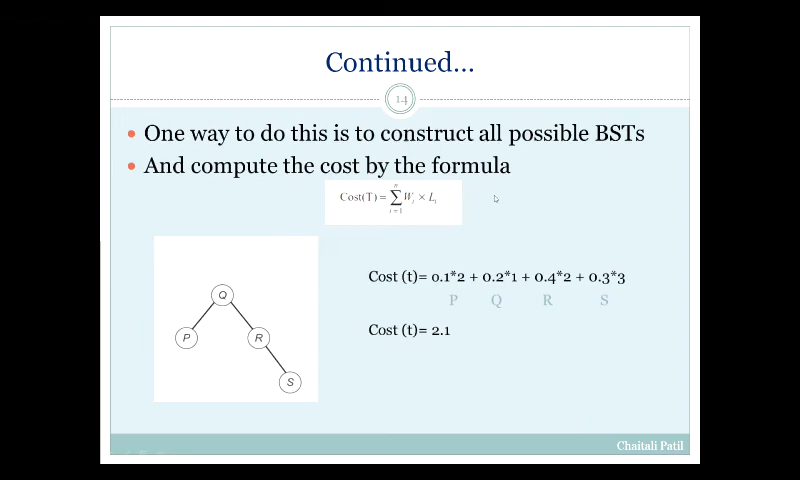 Continued...
14
One way to do this is to construct all possible BSTs
And compute the cost by the formula
Cost(T) = n∑i=1 Wi × Li
Cost (t)= 0.1*2 + 0.2*1 + 0.4*2 + 0.3*3
P Q R S
Cost (t)= 2.1
Q
P R
S
Chaitali Patil